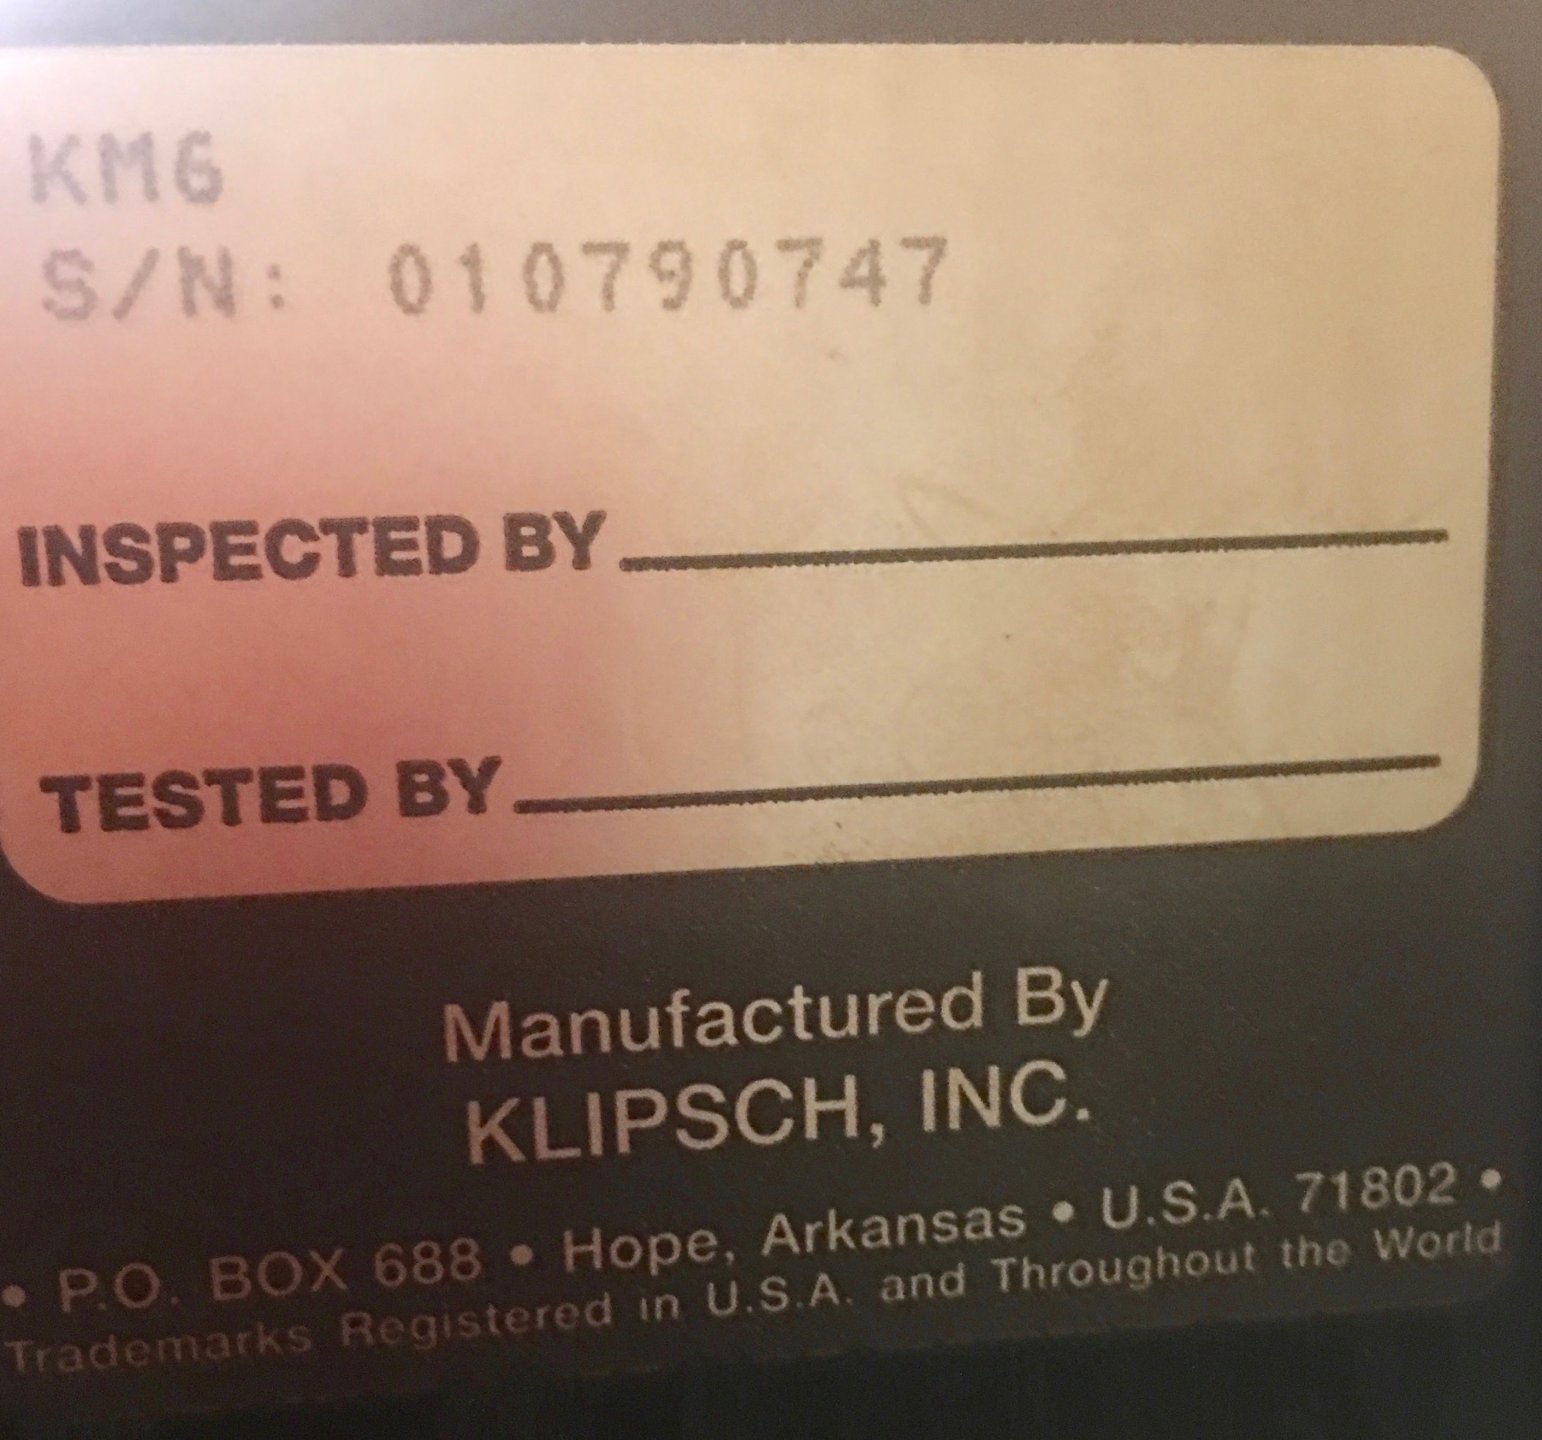 KM6
S/N: 010790747
INSPECTED BY
TESTED BY
Manufactured By
KLIPSCH, INC.
• P.O. BOX 688 • Hope, Arkansas • U.S.A. 71802 •
Trademarks Registered in U.S.A. and Throughout the World